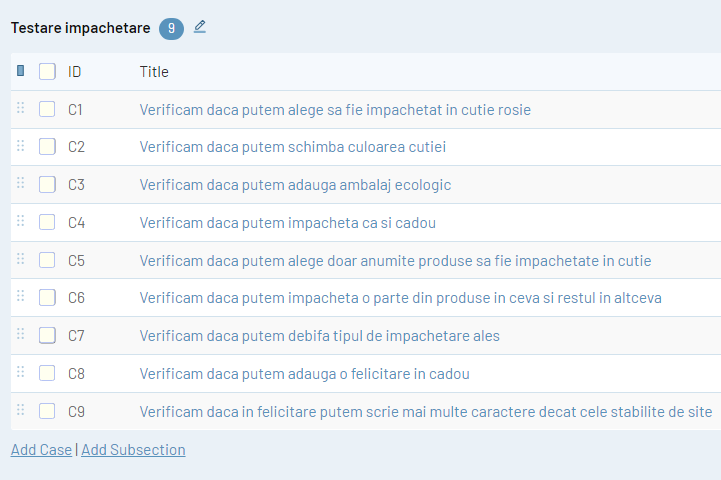 Testare impachetare 9
ID Title
C1 Verificam daca putem alege sa fie impachetat in cutie rosie
C2 Verificam daca putem schimba culoarea cutiei
C3 Verificam daca putem adauga ambalaj ecologic
C4 Verificam daca putem impacheta ca si cadou
C5 Verificam daca putem alege doar anumite produse sa fie impachetate in cutie
C6 Verificam daca putem impacheta o parte din produse in ceva si restul in altceva
C7 Verificam daca putem debifa tipul de impachetare ales
C8 Verificam daca putem adauga o felicitare in cadou
C9 Verificam daca in felicitare putem scrie mai multe caractere decat cele stabilite de site
Add Case | Add Subsection